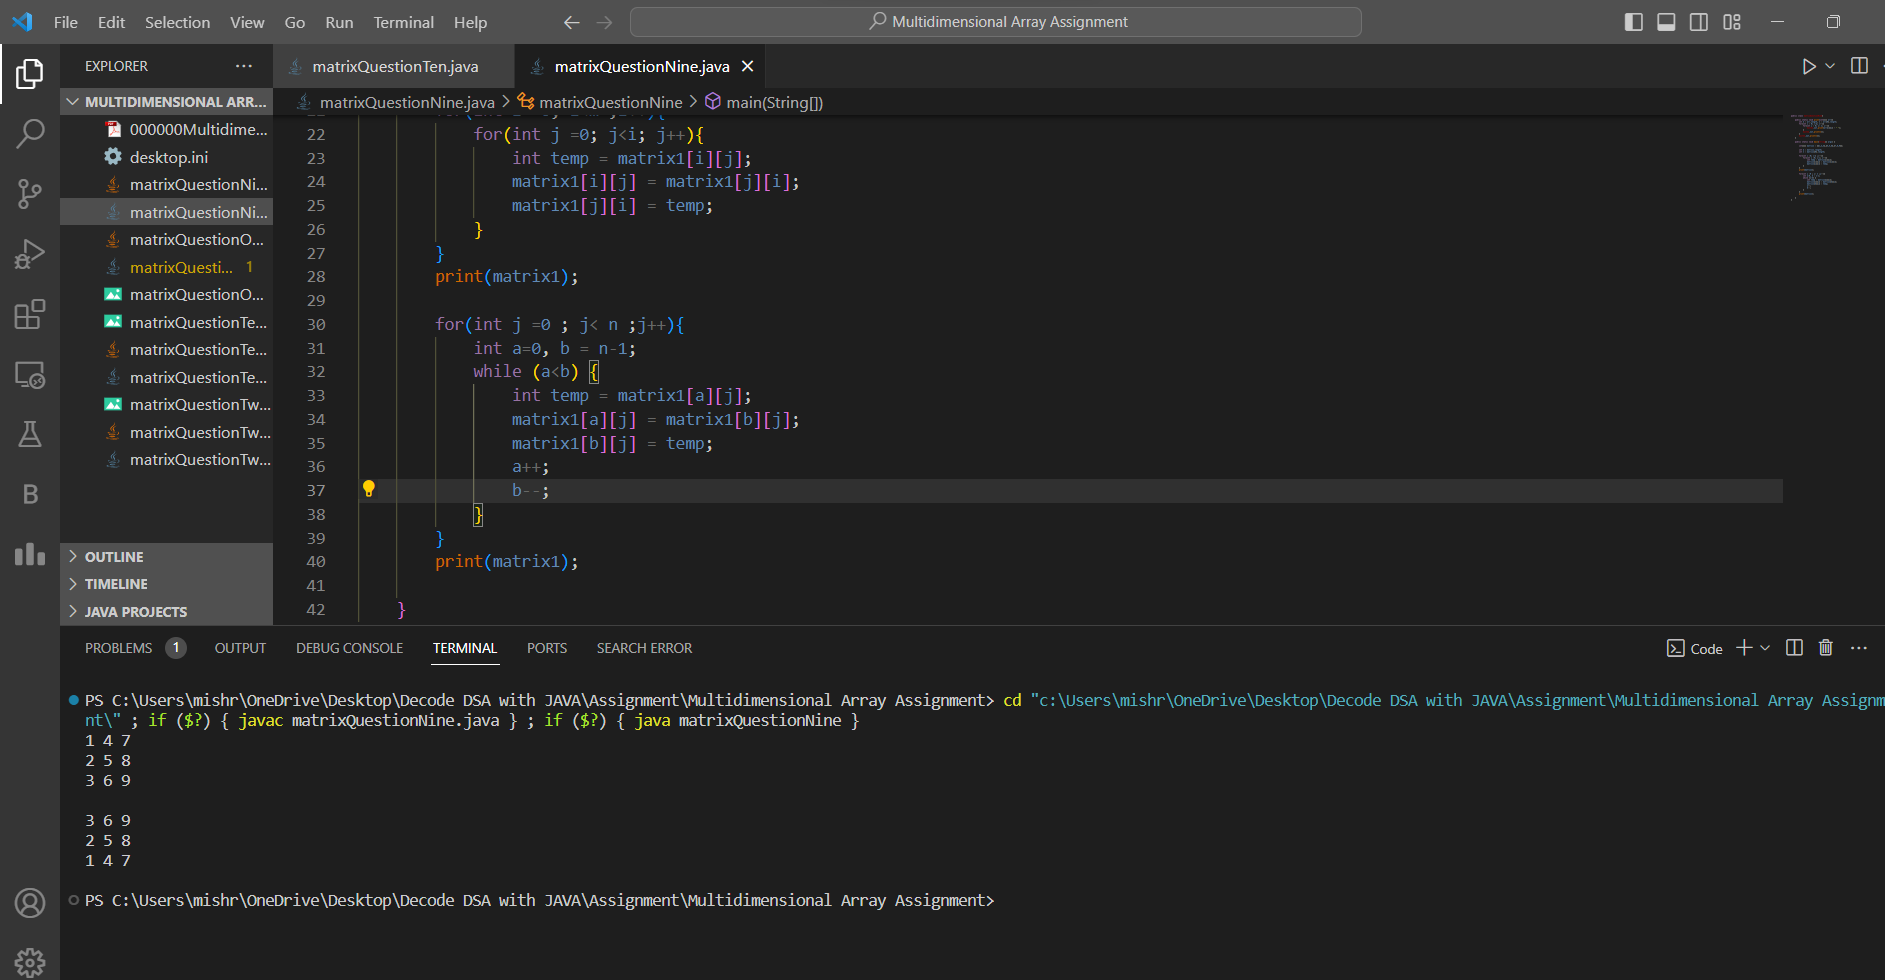 File Edit Selection View Go Run Terminal Help
Multidimensional Array Assignment
EXPLORER
MULTIDIMENSIONAL ARR...
000000Multidime...
desktop.ini
matrixQuestionNi...
matrixQuestionNi...
matrixQuestionO...
matrixQuesti... 1
matrixQuestionO...
matrixQuestionTe...
matrixQuestionTe...
matrixQuestionTe...
matrixQuestionTw...
matrixQuestionTw...
matrixQuestionTw...
OUTLINE
TIMELINE
JAVA PROJECTS
B
matrixQuestionTen.java matrixQuestionNine.java
matrixQuestionNine.java > matrixQuestionNine > main(String[])
22 for(int j =0; j<i; j++){
23 int temp = matrix1[i][j];
24 matrix1[i][j] = matrix1[j][i];
25 matrix1[j][i] = temp;
26 }
27 }
28 print(matrix1);
29
30 for(int j =0 ; j< n ;j++){
31 int a=0, b = n-1;
32 while (a<b) {
33 int temp = matrix1[a][j];
34 matrix1[a][j] = matrix1[b][j];
35 matrix1[b][j] = temp;
36 a++;
37 b--;
38 }
39 }
40 print(matrix1);
41
42 }
PROBLEMS 1 OUTPUT DEBUG CONSOLE TERMINAL PORTS SEARCH ERROR
Code
PS C:\Users\mishr\OneDrive\Desktop\Decode DSA with JAVA\Assignment\Multidimensional Array Assignment> cd "c:\Users\mishr\OneDrive\Desktop\Decode DSA with JAVA\Assignment\Multidimensional Array Assignm
nt\" ; if ($?) { javac matrixQuestionNine.java } ; if ($?) { java matrixQuestionNine }
1 4 7
2 5 8
3 6 9
3 6 9
2 5 8
1 4 7
PS C:\Users\mishr\OneDrive\Desktop\Decode DSA with JAVA\Assignment\Multidimensional Array Assignment>